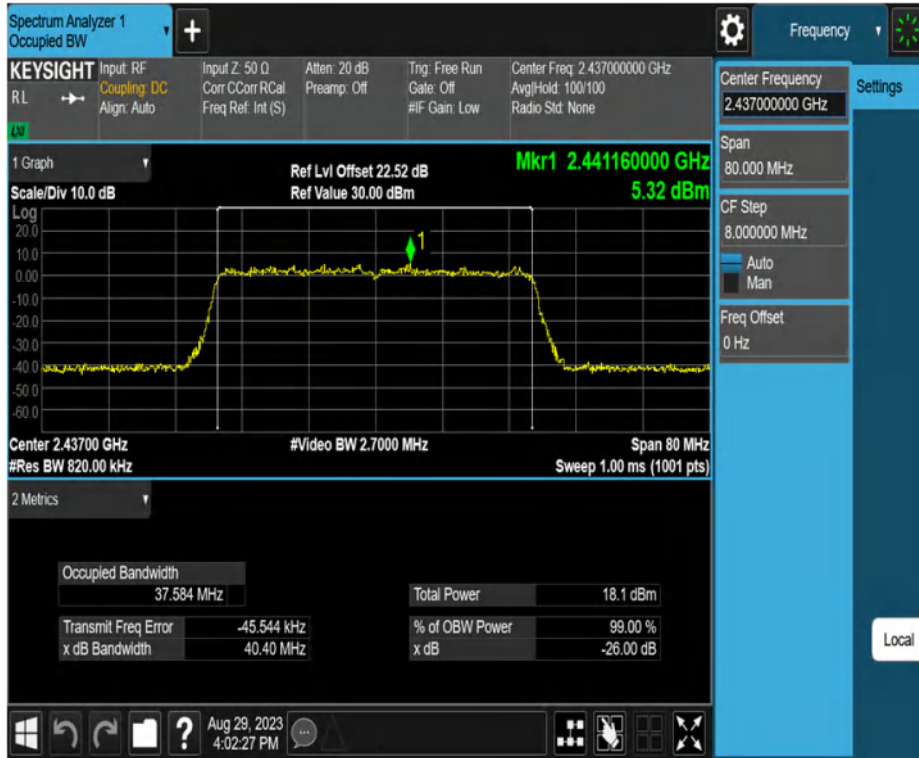 Spectrum Analyzer 1
Occupied BW
+
Frequency
KEYSIGHT
RL
LXI
Input: RF
Coupling: DC
Align: Auto
Input Z: 50 Ω
Corr CCorr RCal
Freq Ref: Int (S)
Atten: 20 dB
Preamp: Off
Trig: Free Run
Gate: Off
#IF Gain: Low
Center Freq: 2.437000000 GHz
Avg|Hold: 100/100
Radio Std: None
Center Frequency
2.437000000 GHz
Settings
Span
80.000 MHz
CF Step
8.000000 MHz
Auto
Man
Freq Offset
0 Hz
Local
1 Graph
Scale/Div 10.0 dB
Ref Lvl Offset 22.52 dB
Ref Value 30.00 dBm
Mkr1 2.441160000 GHz
5.32 dBm
Log
20.0
10.0
0.00
-10.0
-20.0
-30.0
-40.0
-50.0
-60.0
1
Center 2.43700 GHz
#Video BW 2.7000 MHz
Span 80 MHz
#Res BW 820.00 kHz
Sweep 1.00 ms (1001 pts)
2 Metrics
Occupied Bandwidth
37.584 MHz
Total Power 18.1 dBm
Transmit Freq Error -45.544 kHz
% of OBW Power 99.00 %
x dB Bandwidth 40.40 MHz
x dB -26.00 dB
?
Aug 29, 2023
4:02:27 PM